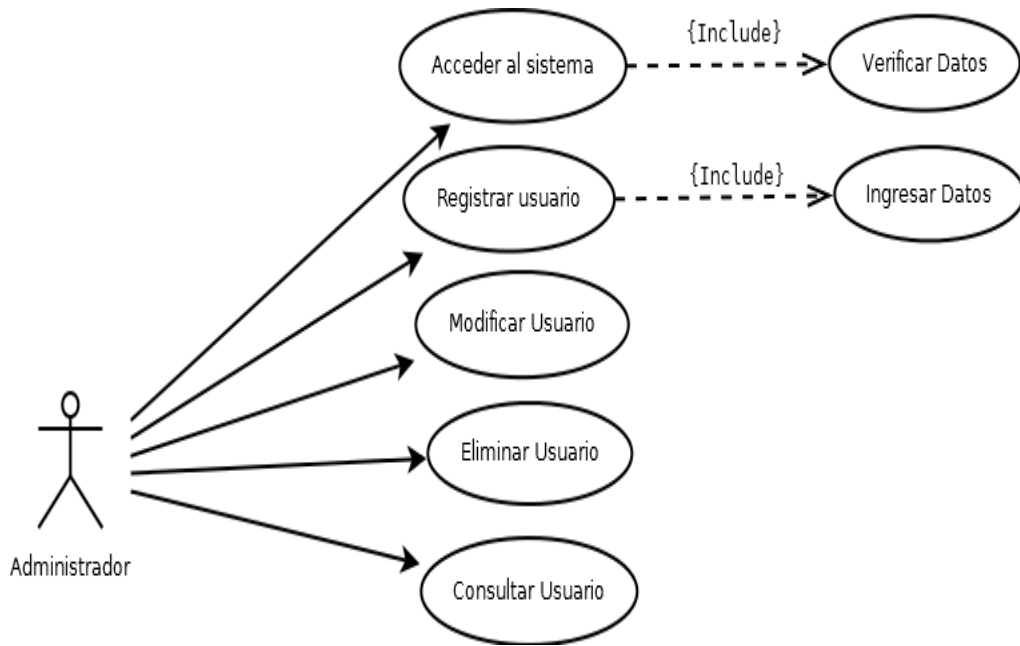 Acceder al sistema
{Include}
Verificar Datos
Registrar usuario
{Include}
Ingresar Datos
Modificar Usuario
Eliminar Usuario
Consultar Usuario
Administrador